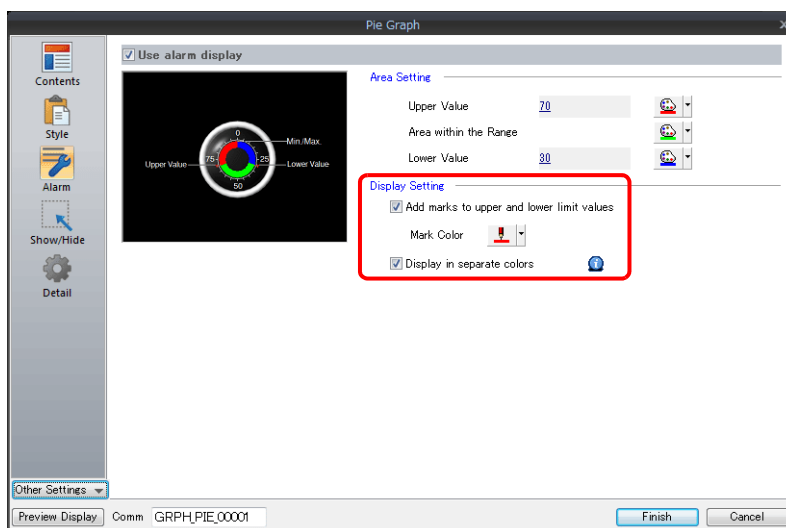 Pie Graph
Contents
Style
Alarm
Show/Hide
Detail
Other Settings
Use alarm display
0
Min./Max.
Upper Value
75
25
Lower Value
50
Area Setting
Upper Value 70
Area within the Range
Lower Value 30
Display Setting
Add marks to upper and lower limit values
Mark Color
Display in separate colors
Preview Display Comm GRPH_PIE_00001 Finish Cancel